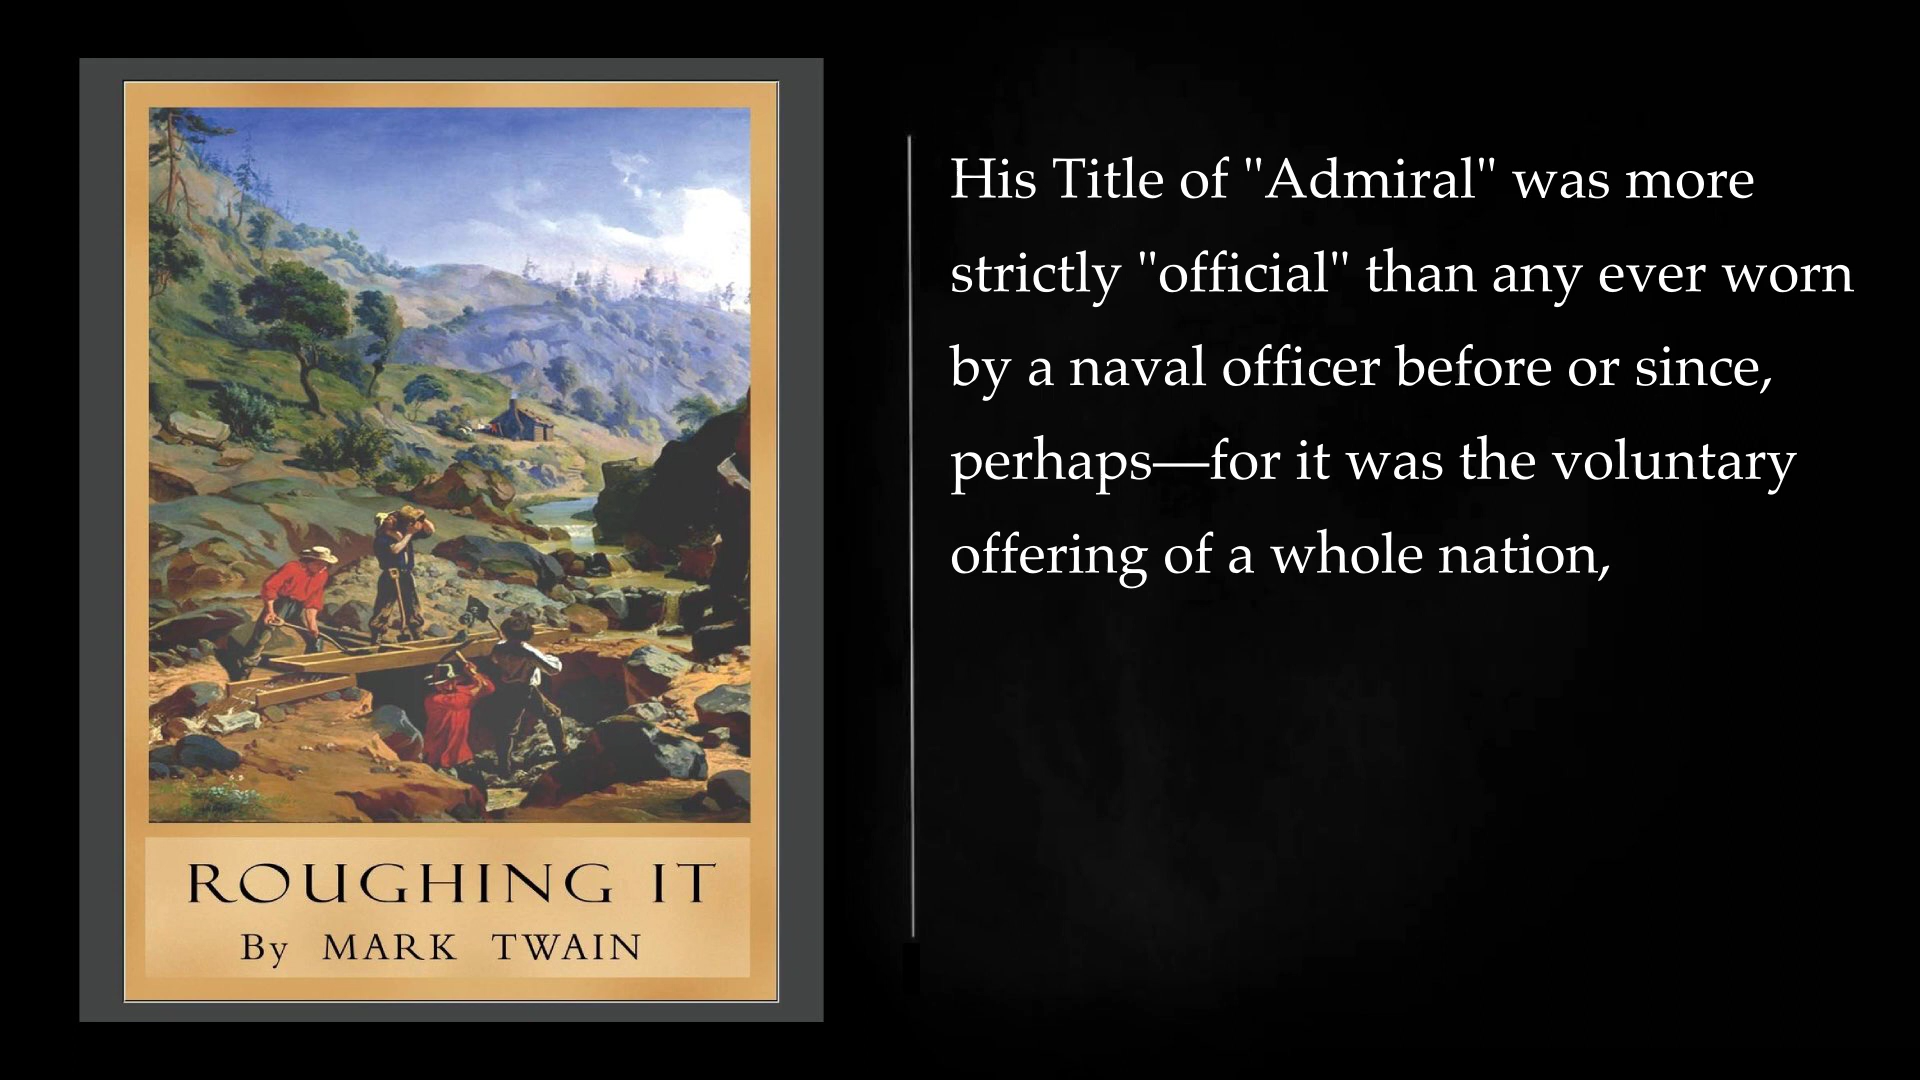 ROUGHING IT
By MARK TWAIN
His Title of "Admiral" was more
strictly "official" than any ever worn
by a naval officer before or since,
perhaps—for it was the voluntary
offering of a whole nation,